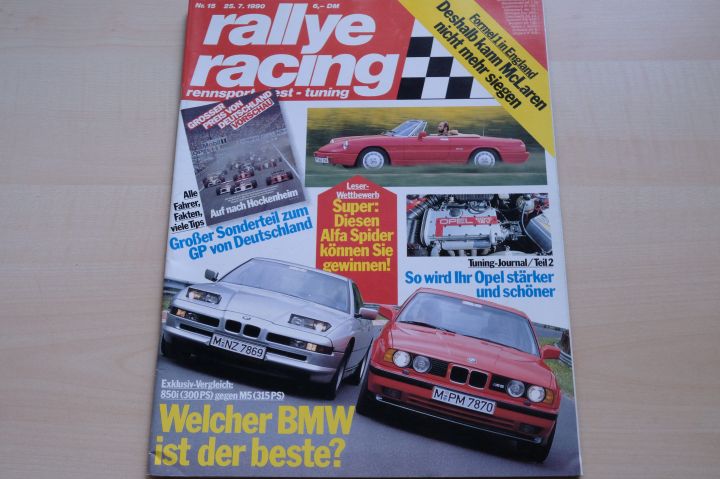 Nr. 15 25. 7. 1990 6,- DM
rallye
racing
rennsport - test - tuning
Formel 1 in England
Deshalb kann McLaren
nicht mehr siegen
GROSSER
PREIS VON
DEUTSCHLAND
VORSCHAU
Mobil 1
Auf nach Hockenheim
Alle
Fahrer,
Fakten,
viele Tips
Großer Sonderteil zum
GP von Deutschland
Leser-
Wettbewerb
Super:
Diesen
Alfa Spider
können Sie
gewinnen!
OPEL
Tuning-Journal/Teil 2
So wird Ihr Opel stärker
und schöner
M-NZ 7869
M-PM 7870
Exklusiv-Vergleich:
850i (300 PS) gegen M5 (315 PS)
Welcher BMW
ist der beste?